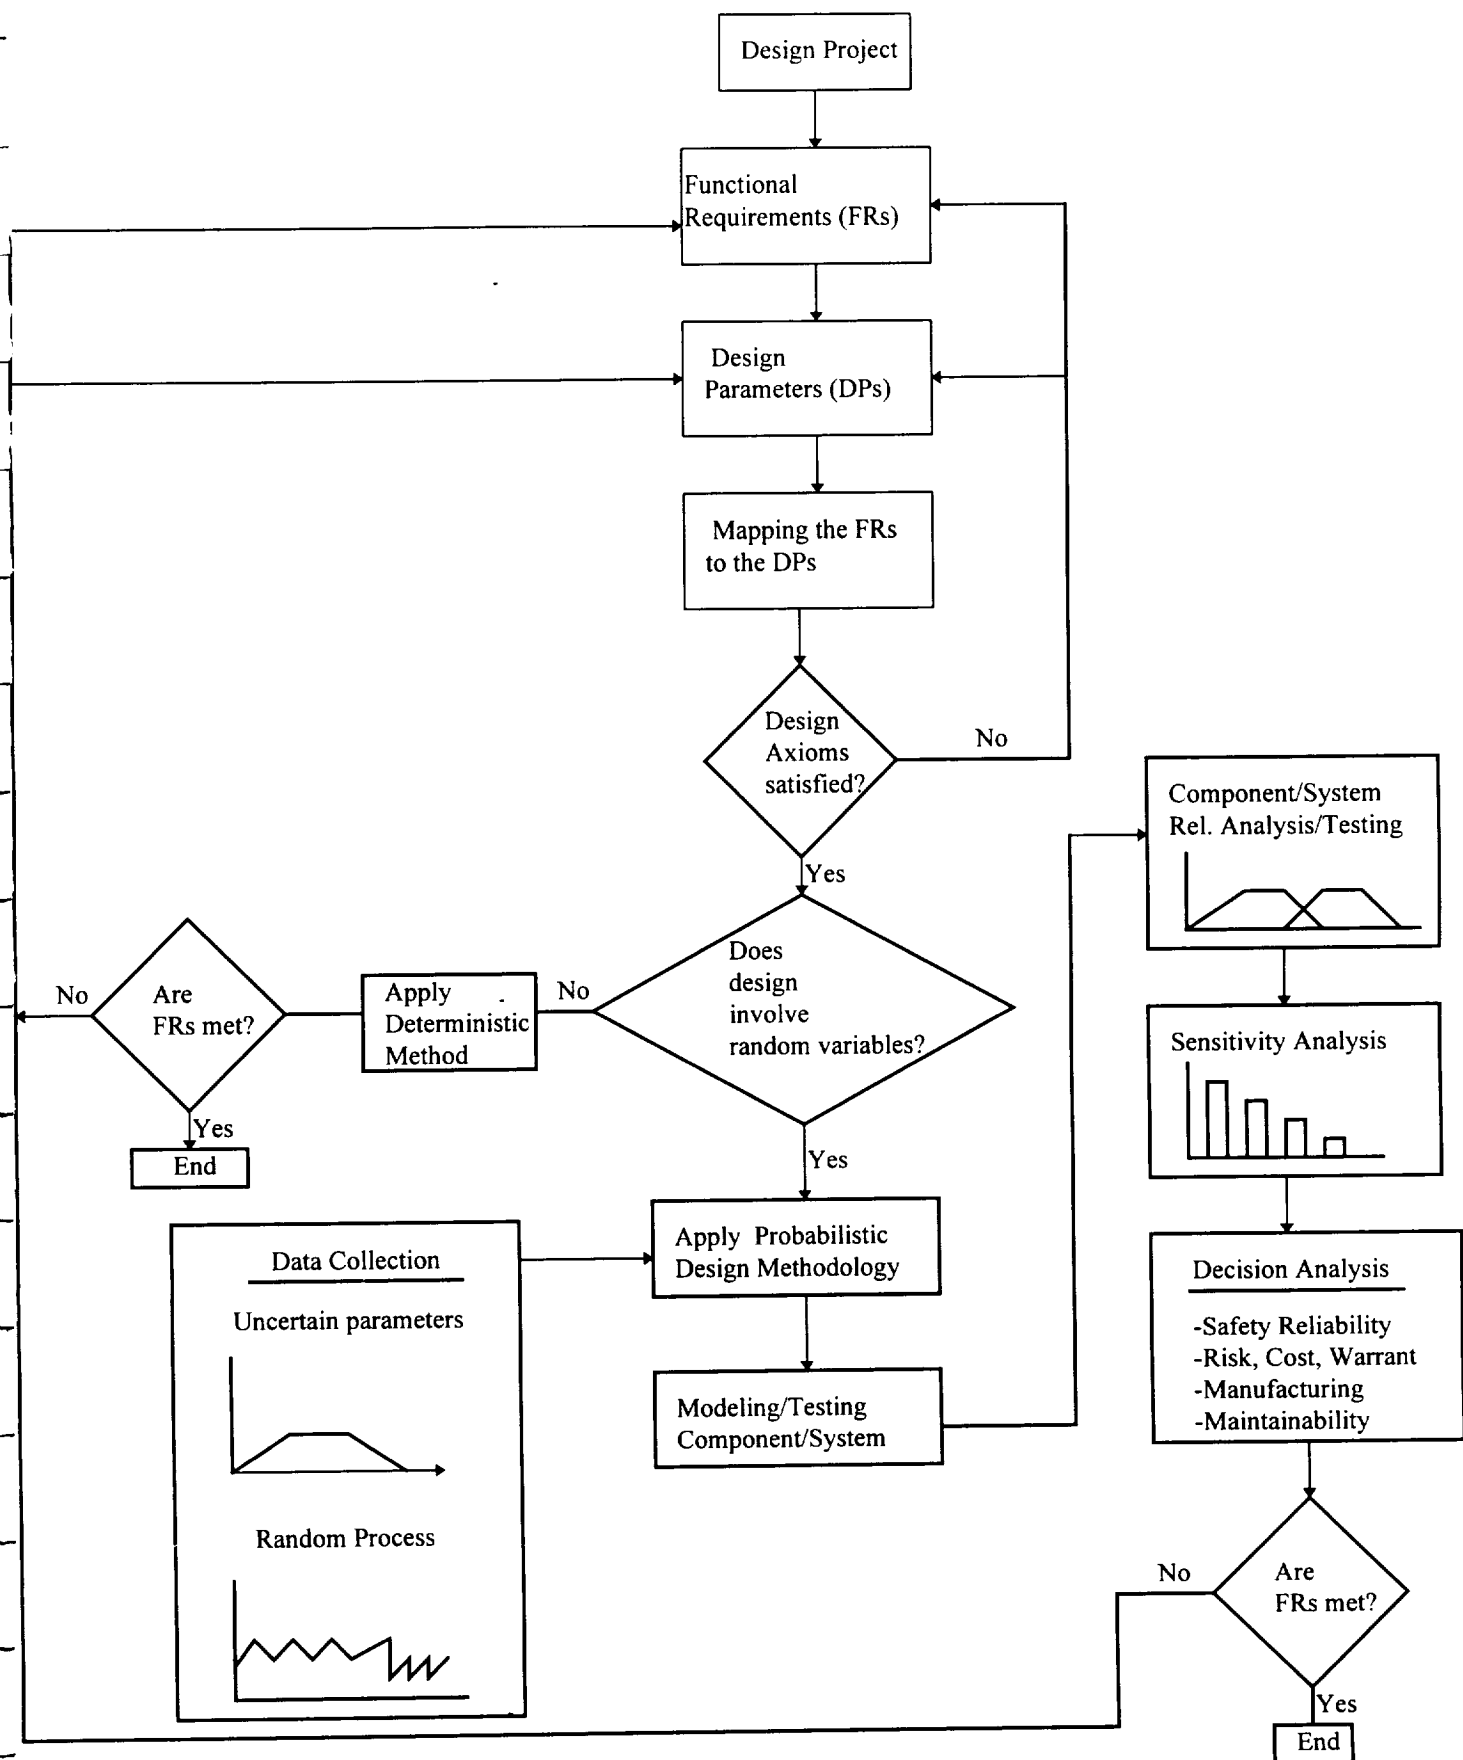 Design Project
Functional
Requirements (FRs)
Design
Parameters (DPs)
Mapping the FRs
to the DPs
Design
Axioms
satisfied?
No
Yes
Does
design
involve
random variables?
No
Apply
Deterministic
Method
Are
FRs met?
No
Yes
End
Yes
Apply Probabilistic
Design Methodology
Data Collection
Uncertain parameters
Random Process
Modeling/Testing
Component/System
Component/System
Rel. Analysis/Testing
Sensitivity Analysis
Decision Analysis
-Safety Reliability
-Risk, Cost, Warrant
-Manufacturing
-Maintainability
Are
FRs met?
No
Yes
End